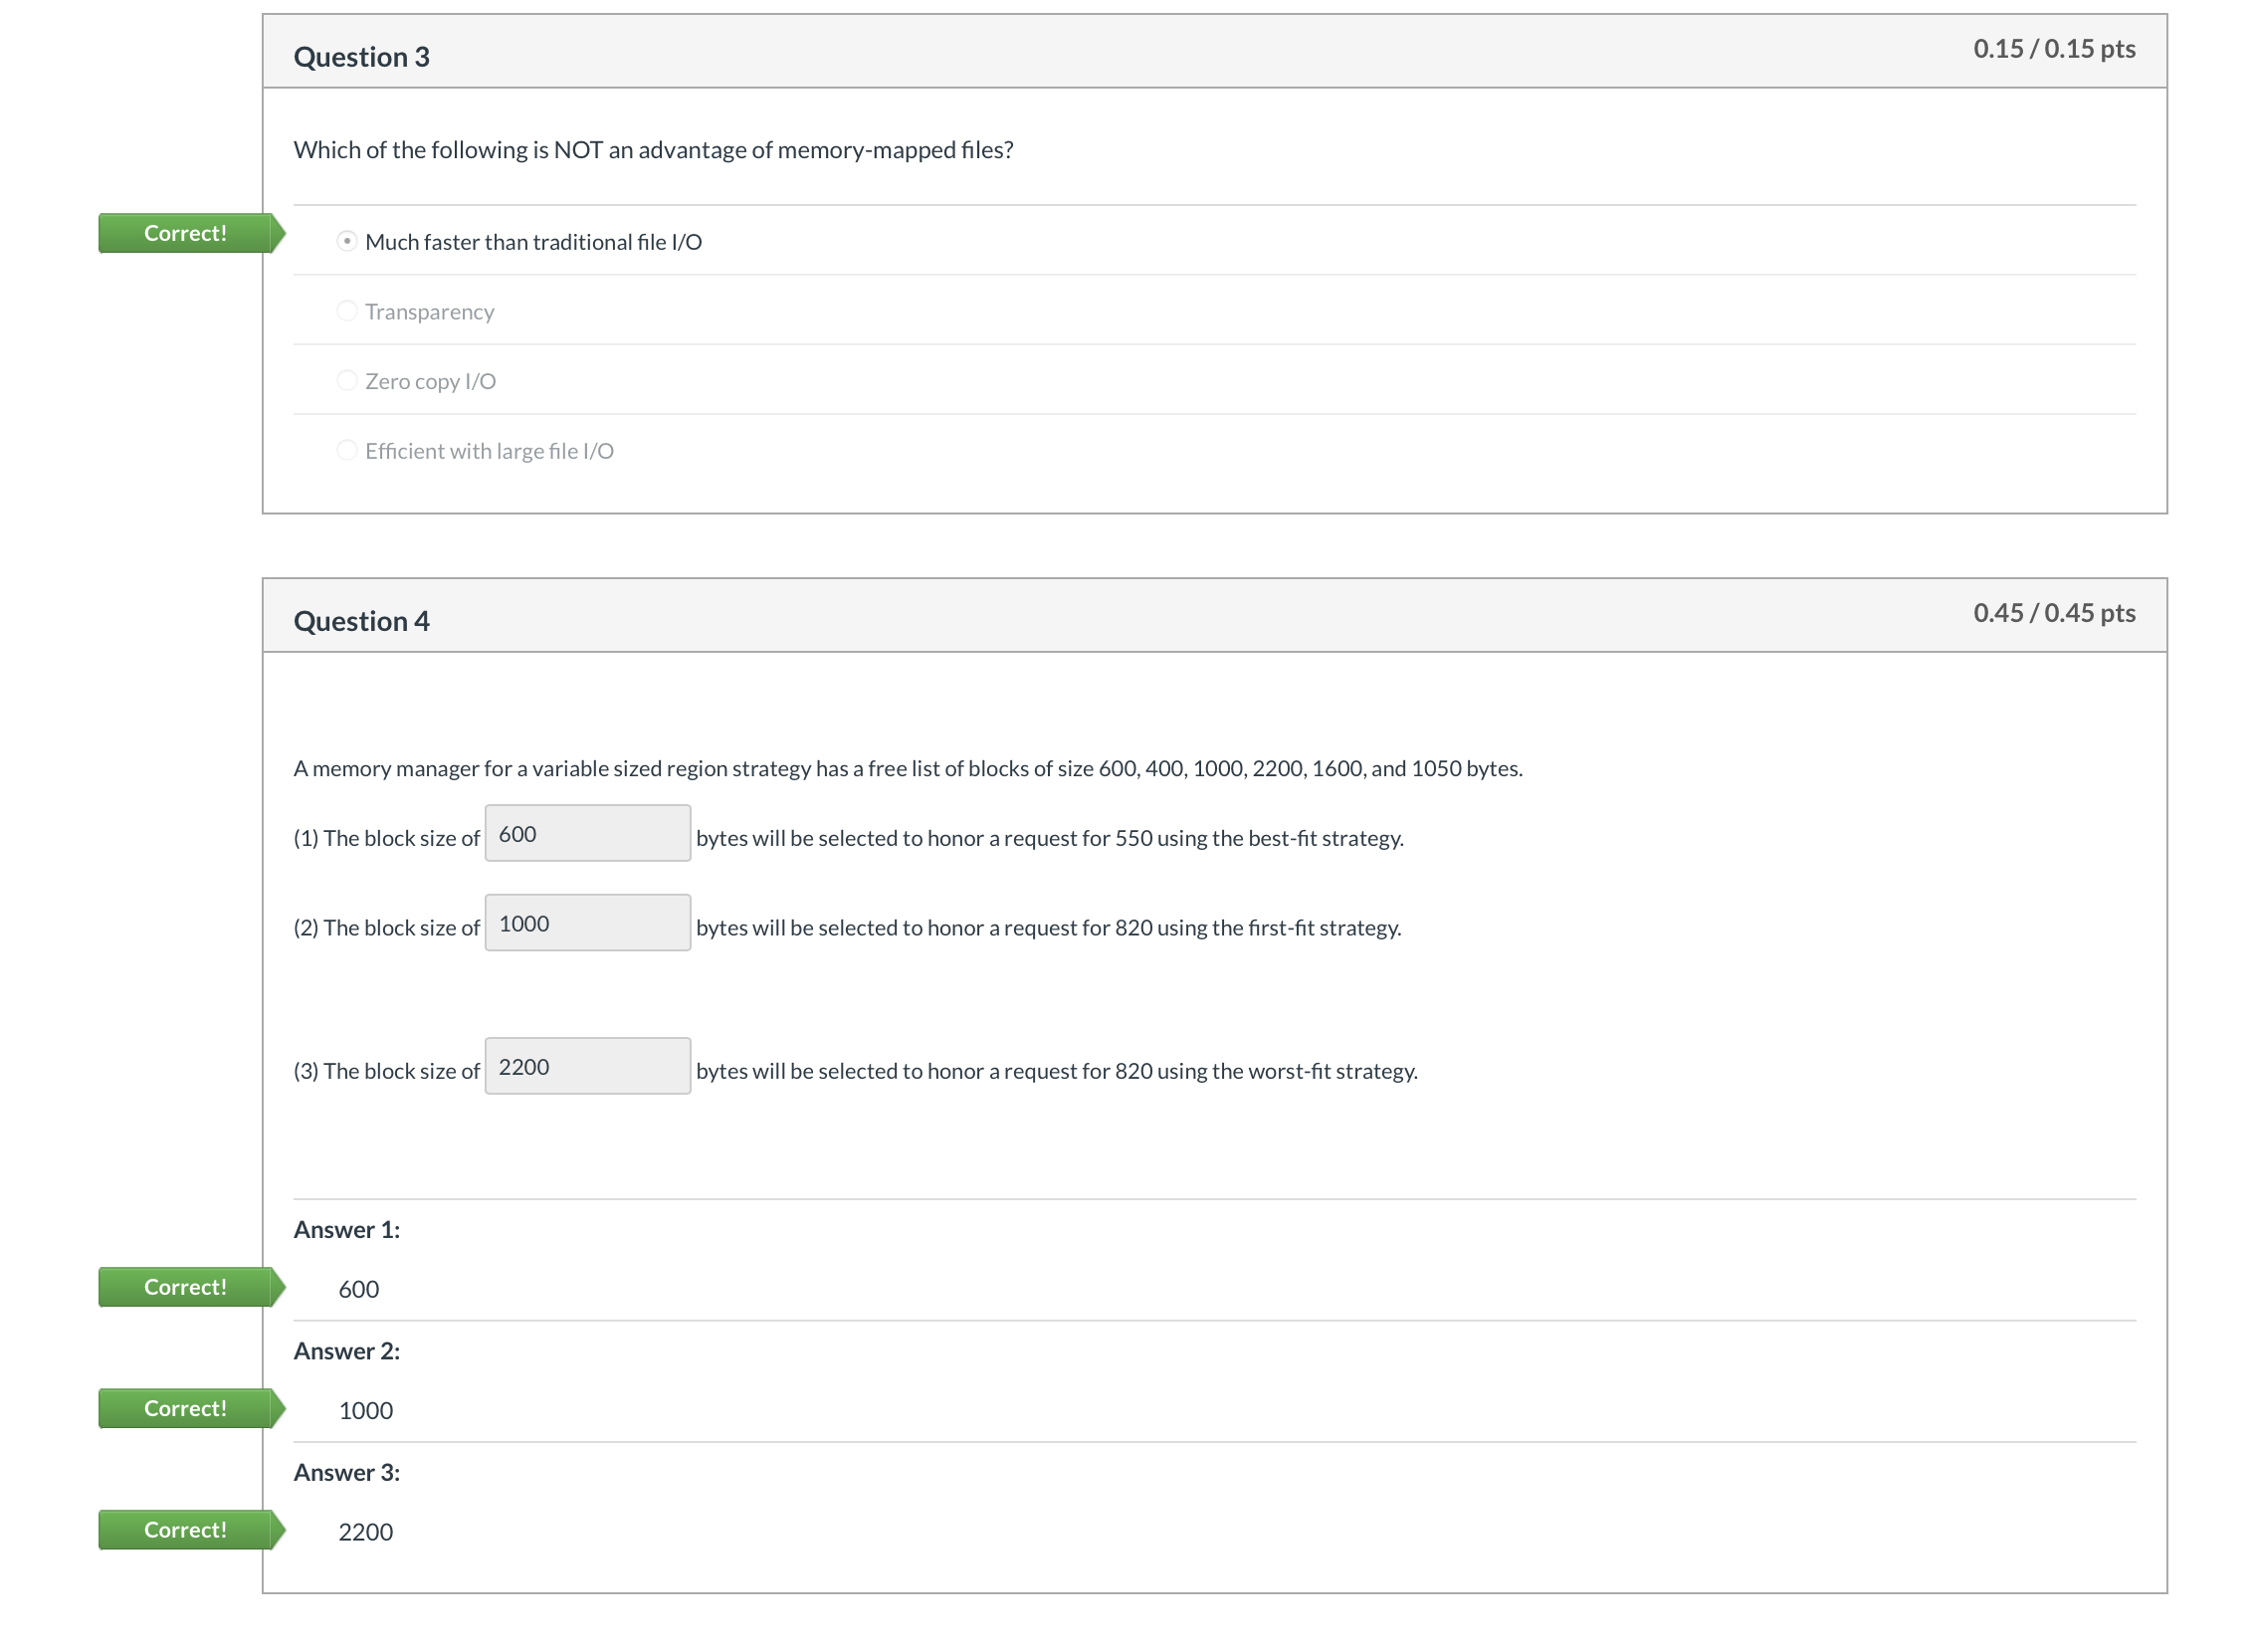 Question 3
0.15 / 0.15 pts
Which of the following is NOT an advantage of memory-mapped files?
Correct!
Much faster than traditional file I/O
Transparency
Zero copy I/O
Efficient with large file I/O
Question 4
0.45 / 0.45 pts
A memory manager for a variable sized region strategy has a free list of blocks of size 600, 400, 1000, 2200, 1600, and 1050 bytes.
(1) The block size of 600 bytes will be selected to honor a request for 550 using the best-fit strategy.
(2) The block size of 1000 bytes will be selected to honor a request for 820 using the first-fit strategy.
(3) The block size of 2200 bytes will be selected to honor a request for 820 using the worst-fit strategy.
Answer 1:
Correct!
600
Answer 2:
Correct!
1000
Answer 3:
Correct!
2200